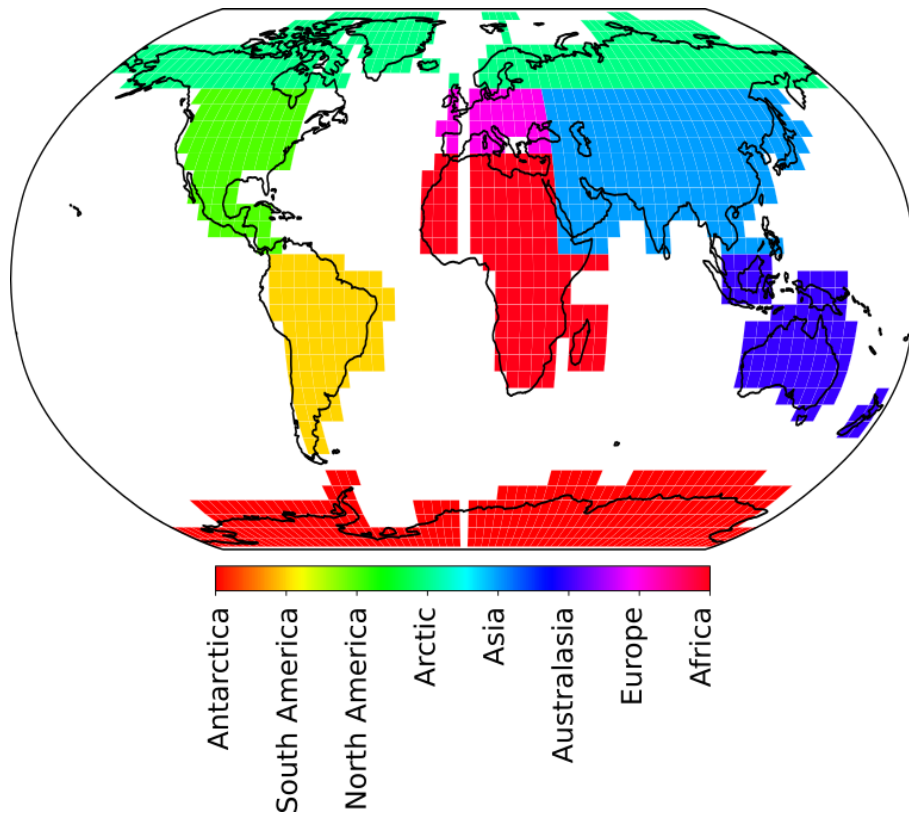 Antarctica
South America
North America
Arctic
Asia
Australasia
Europe
Africa